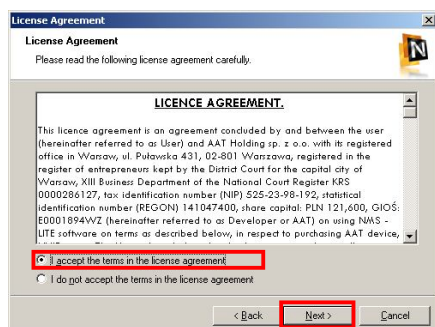 License Agreement
License Agreement
Please read the following license agreement carefully.
N
LICENCE AGREEMENT.
This licence agreement is an agreement concluded by and between the user
(hereinafter referred to as User) and AAT Holding sp. z o.o. with its registered
office in Warsaw, ul. Puławska 431, 02-801 Warszawa, registered in the
register of entrepreneurs kept by the District Court for the capital city of
Warsaw, XIII Business Department of the National Court Register KRS
0000286127, tax identification number (NIP) 525-23-98-192, statistical
identification number (REGON) 141047400, share capital: PLN 121,600, GIOŚ:
E0001894WZ (hereinafter referred to as Developer or AAT) on using NMS -
LITE software on terms as described below, in respect to purchasing AAT device,
I accept the terms in the license agreement
I do not accept the terms in the license agreement
< Back Next > Cancel